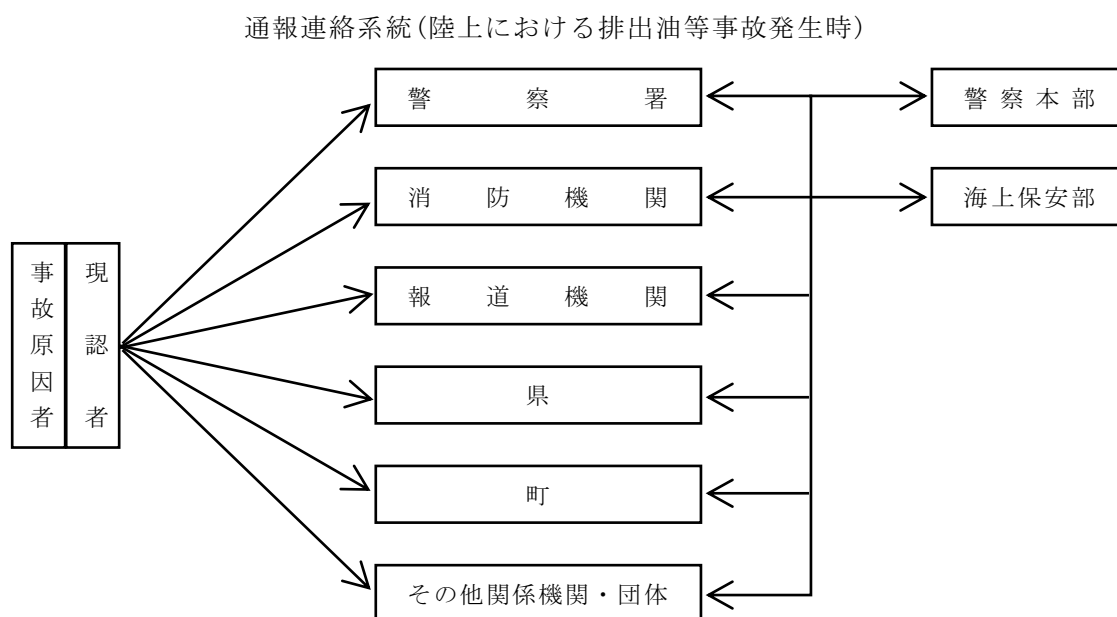 通報連絡系統(陸上における排出油等事故発生時)
警察署
警察本部
消防機関
海上保安部
事故原因者
現認者
報道機関
県
町
その他関係機関・団体